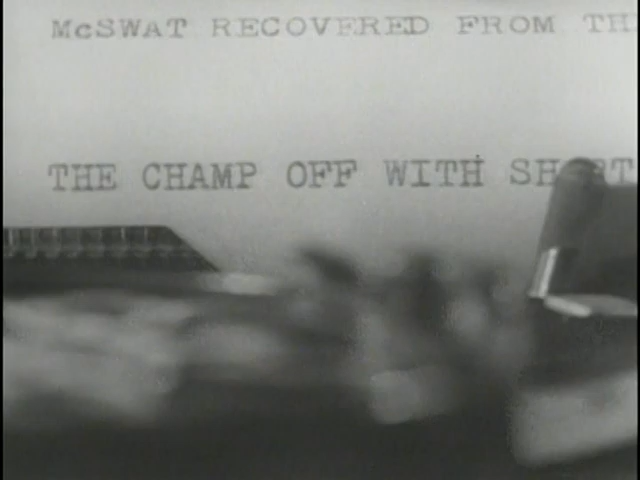 McSWAT RECOVERED FROM TH
THE CHAMP OFF WITH